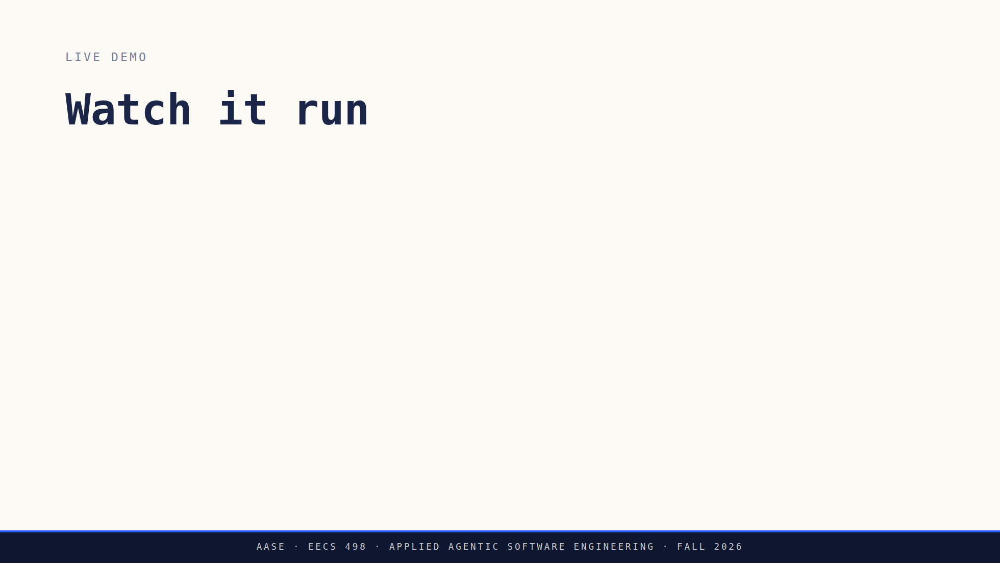 LIVE DEMO
Watch it run
AASE · EECS 498 · APPLIED AGENTIC SOFTWARE ENGINEERING · FALL 2026